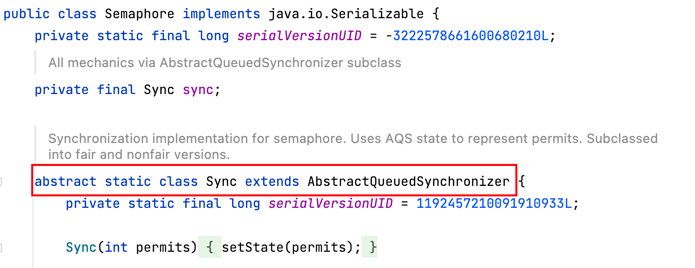 public class Semaphore implements java.io.Serializable {
private static final long serialVersionUID = -3222578661600680210L;
All mechanics via AbstractQueuedSynchronizer subclass
private final Sync sync;
Synchronization implementation for semaphore. Uses AQS state to represent permits. Subclassed
into fair and nonfair versions.
abstract static class Sync extends AbstractQueuedSynchronizer {
private static final long serialVersionUID = 1192457210091910933L;
Sync(int permits) { setState(permits); }